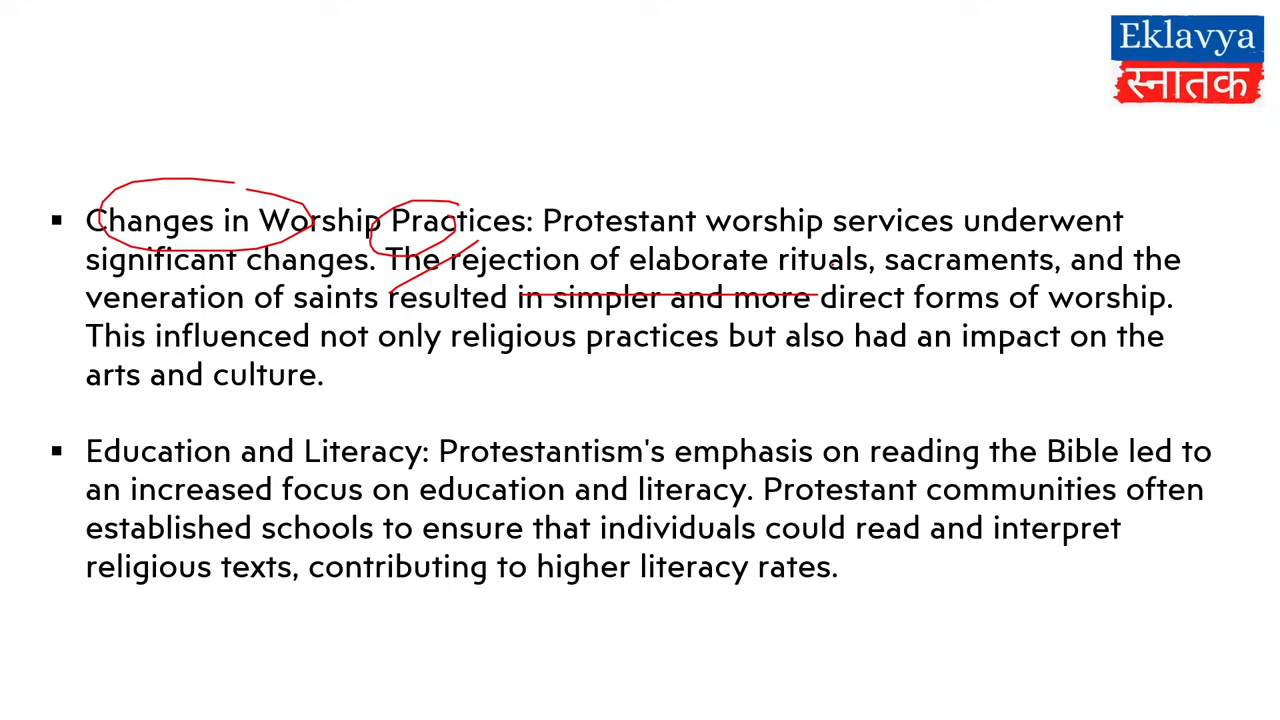 Eklavya
स्नातक
▪ Changes in Worship Practices: Protestant worship services underwent
significant changes. The rejection of elaborate rituals, sacraments, and the
veneration of saints resulted in simpler and more direct forms of worship.
This influenced not only religious practices but also had an impact on the
arts and culture.
▪ Education and Literacy: Protestantism's emphasis on reading the Bible led to
an increased focus on education and literacy. Protestant communities often
established schools to ensure that individuals could read and interpret
religious texts, contributing to higher literacy rates.